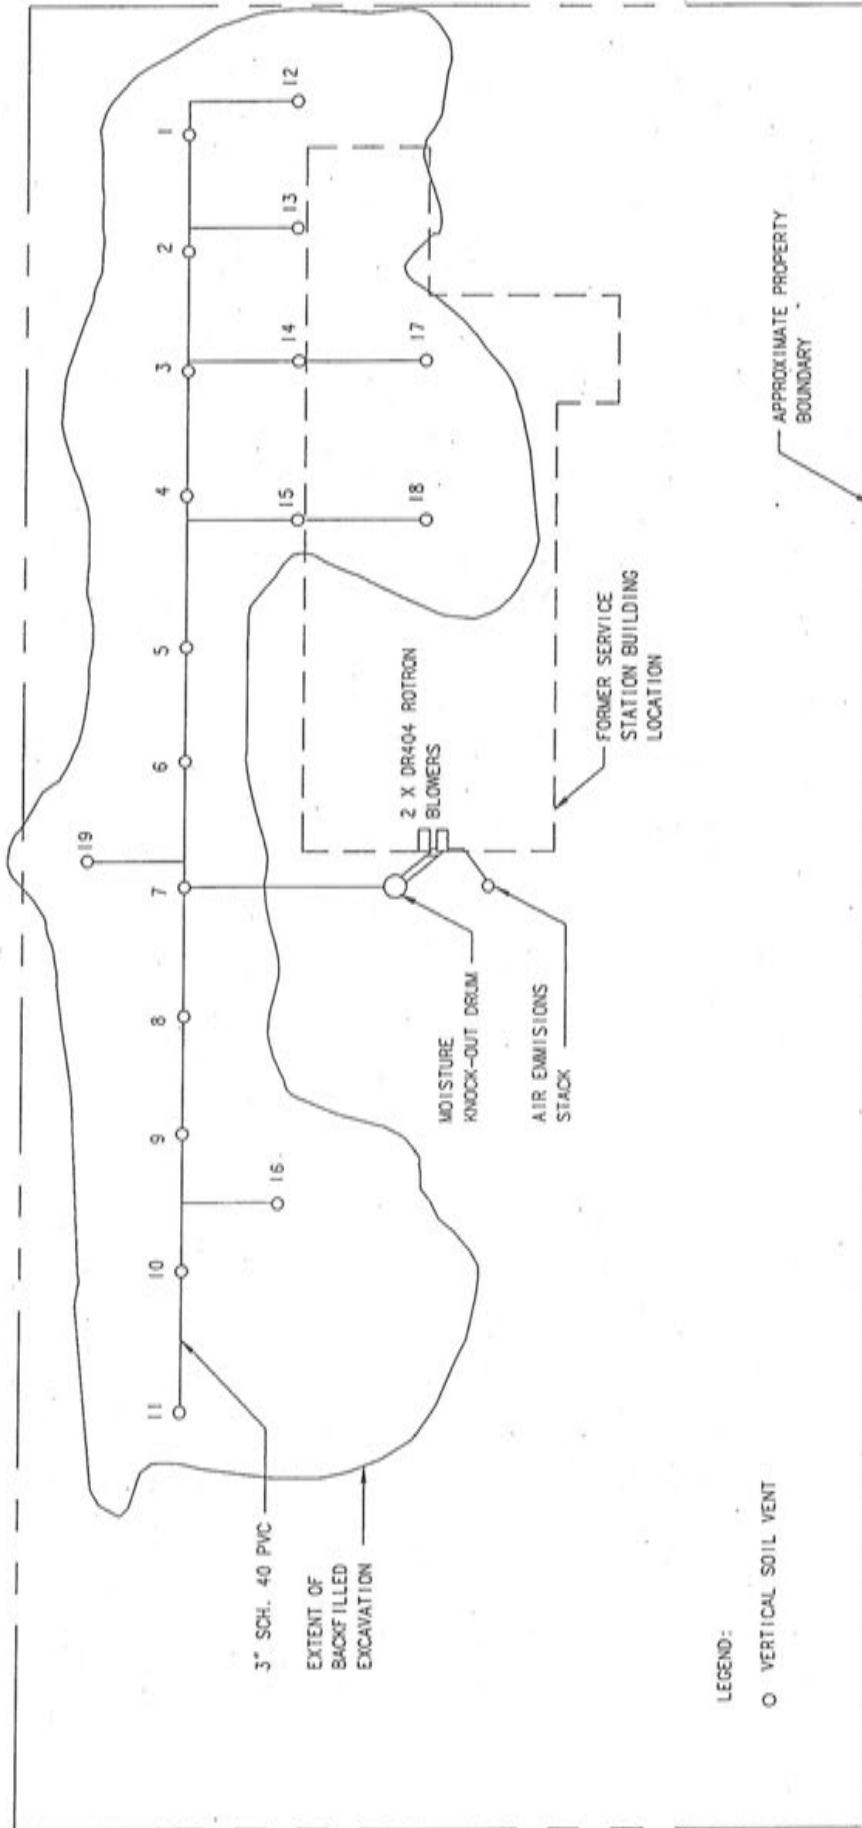 19
11
10
9
8
7
6
5
4
3
2
1
16
15
14
13
12
18
17
3" SCH. 40 PVC
EXTENT OF
BACKFILLED
EXCAVATION
2 X DR404 ROTRON
BLOWERS
MOISTURE
KNOCK-OUT DRUM
AIR EMMISIONS
STACK
FORMER SERVICE
STATION BUILDING
LOCATION
APPROXIMATE PROPERTY
BOUNDARY
LEGEND:
VERTICAL SOIL VENT